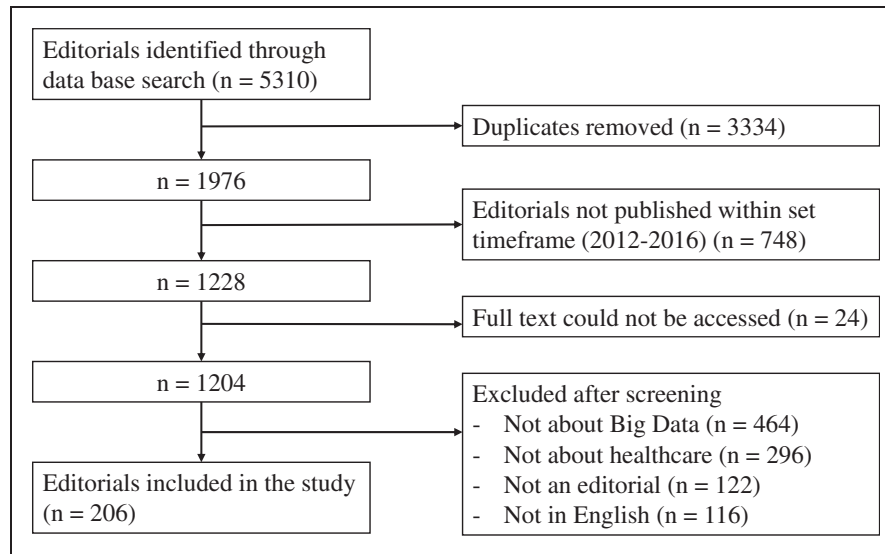 Editorials identified through
data base search (n = 5310)
Duplicates removed (n = 3334)
n = 1976
Editorials not published within set
timeframe (2012-2016) (n = 748)
n = 1228
Full text could not be accessed (n = 24)
n = 1204
Excluded after screening
- Not about Big Data (n = 464)
- Not about healthcare (n = 296)
- Not an editorial (n = 122)
- Not in English (n = 116)
Editorials included in the study
(n = 206)